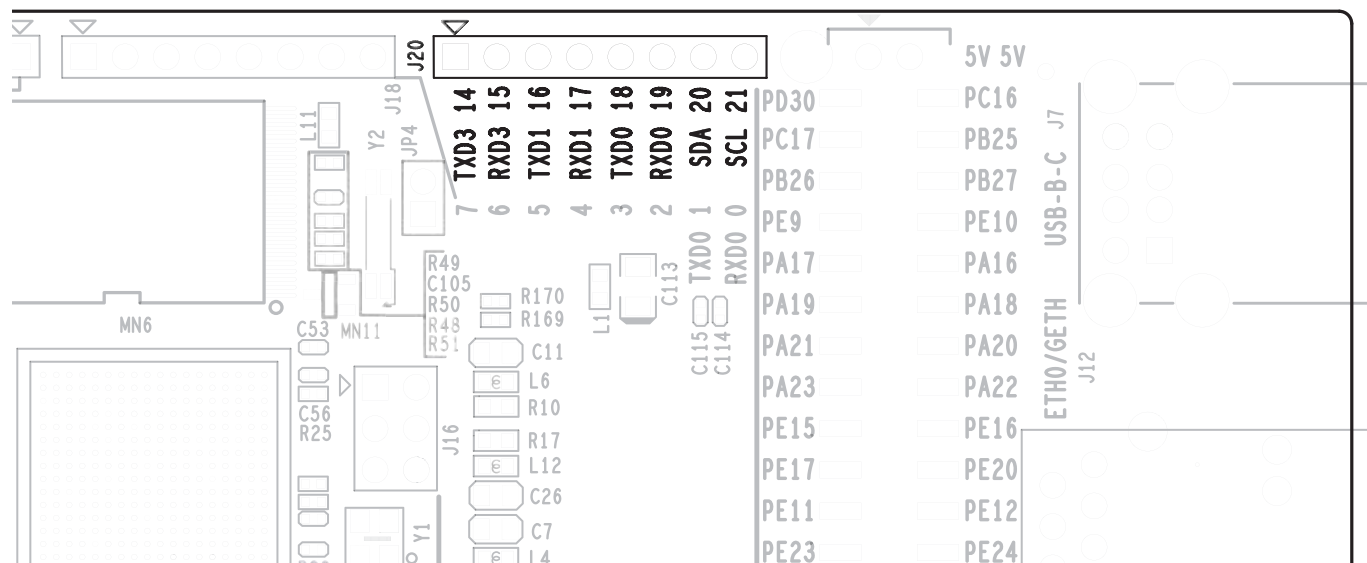 J20
TXD3 14
RXD3 15
TXD1 16
RXD1 17
TXD0 18
RXD0 19
SDA 20
SCL 21
7
6
5
4
3
2
TXD0 1
RXD0 0
J18
L11
Y2
JP4
5V 5V
PD30 PC16
PC17 PB25
PB26 PB27
PE9 PE10
PA17 PA16
PA19 PA18
PA21 PA20
PA23 PA22
PE15 PE16
PE17 PE20
PE11 PE12
PE23 PE24
J7
USB-B-C
ETH0/GETH
J12
R49
C105
R50
R48
R51
MN6
C53
MN11
R170
R169
L1
C113
C115
C114
C11
L6
R10
C56
R25
J16
R17
L12
C26
C7
Y1
L4